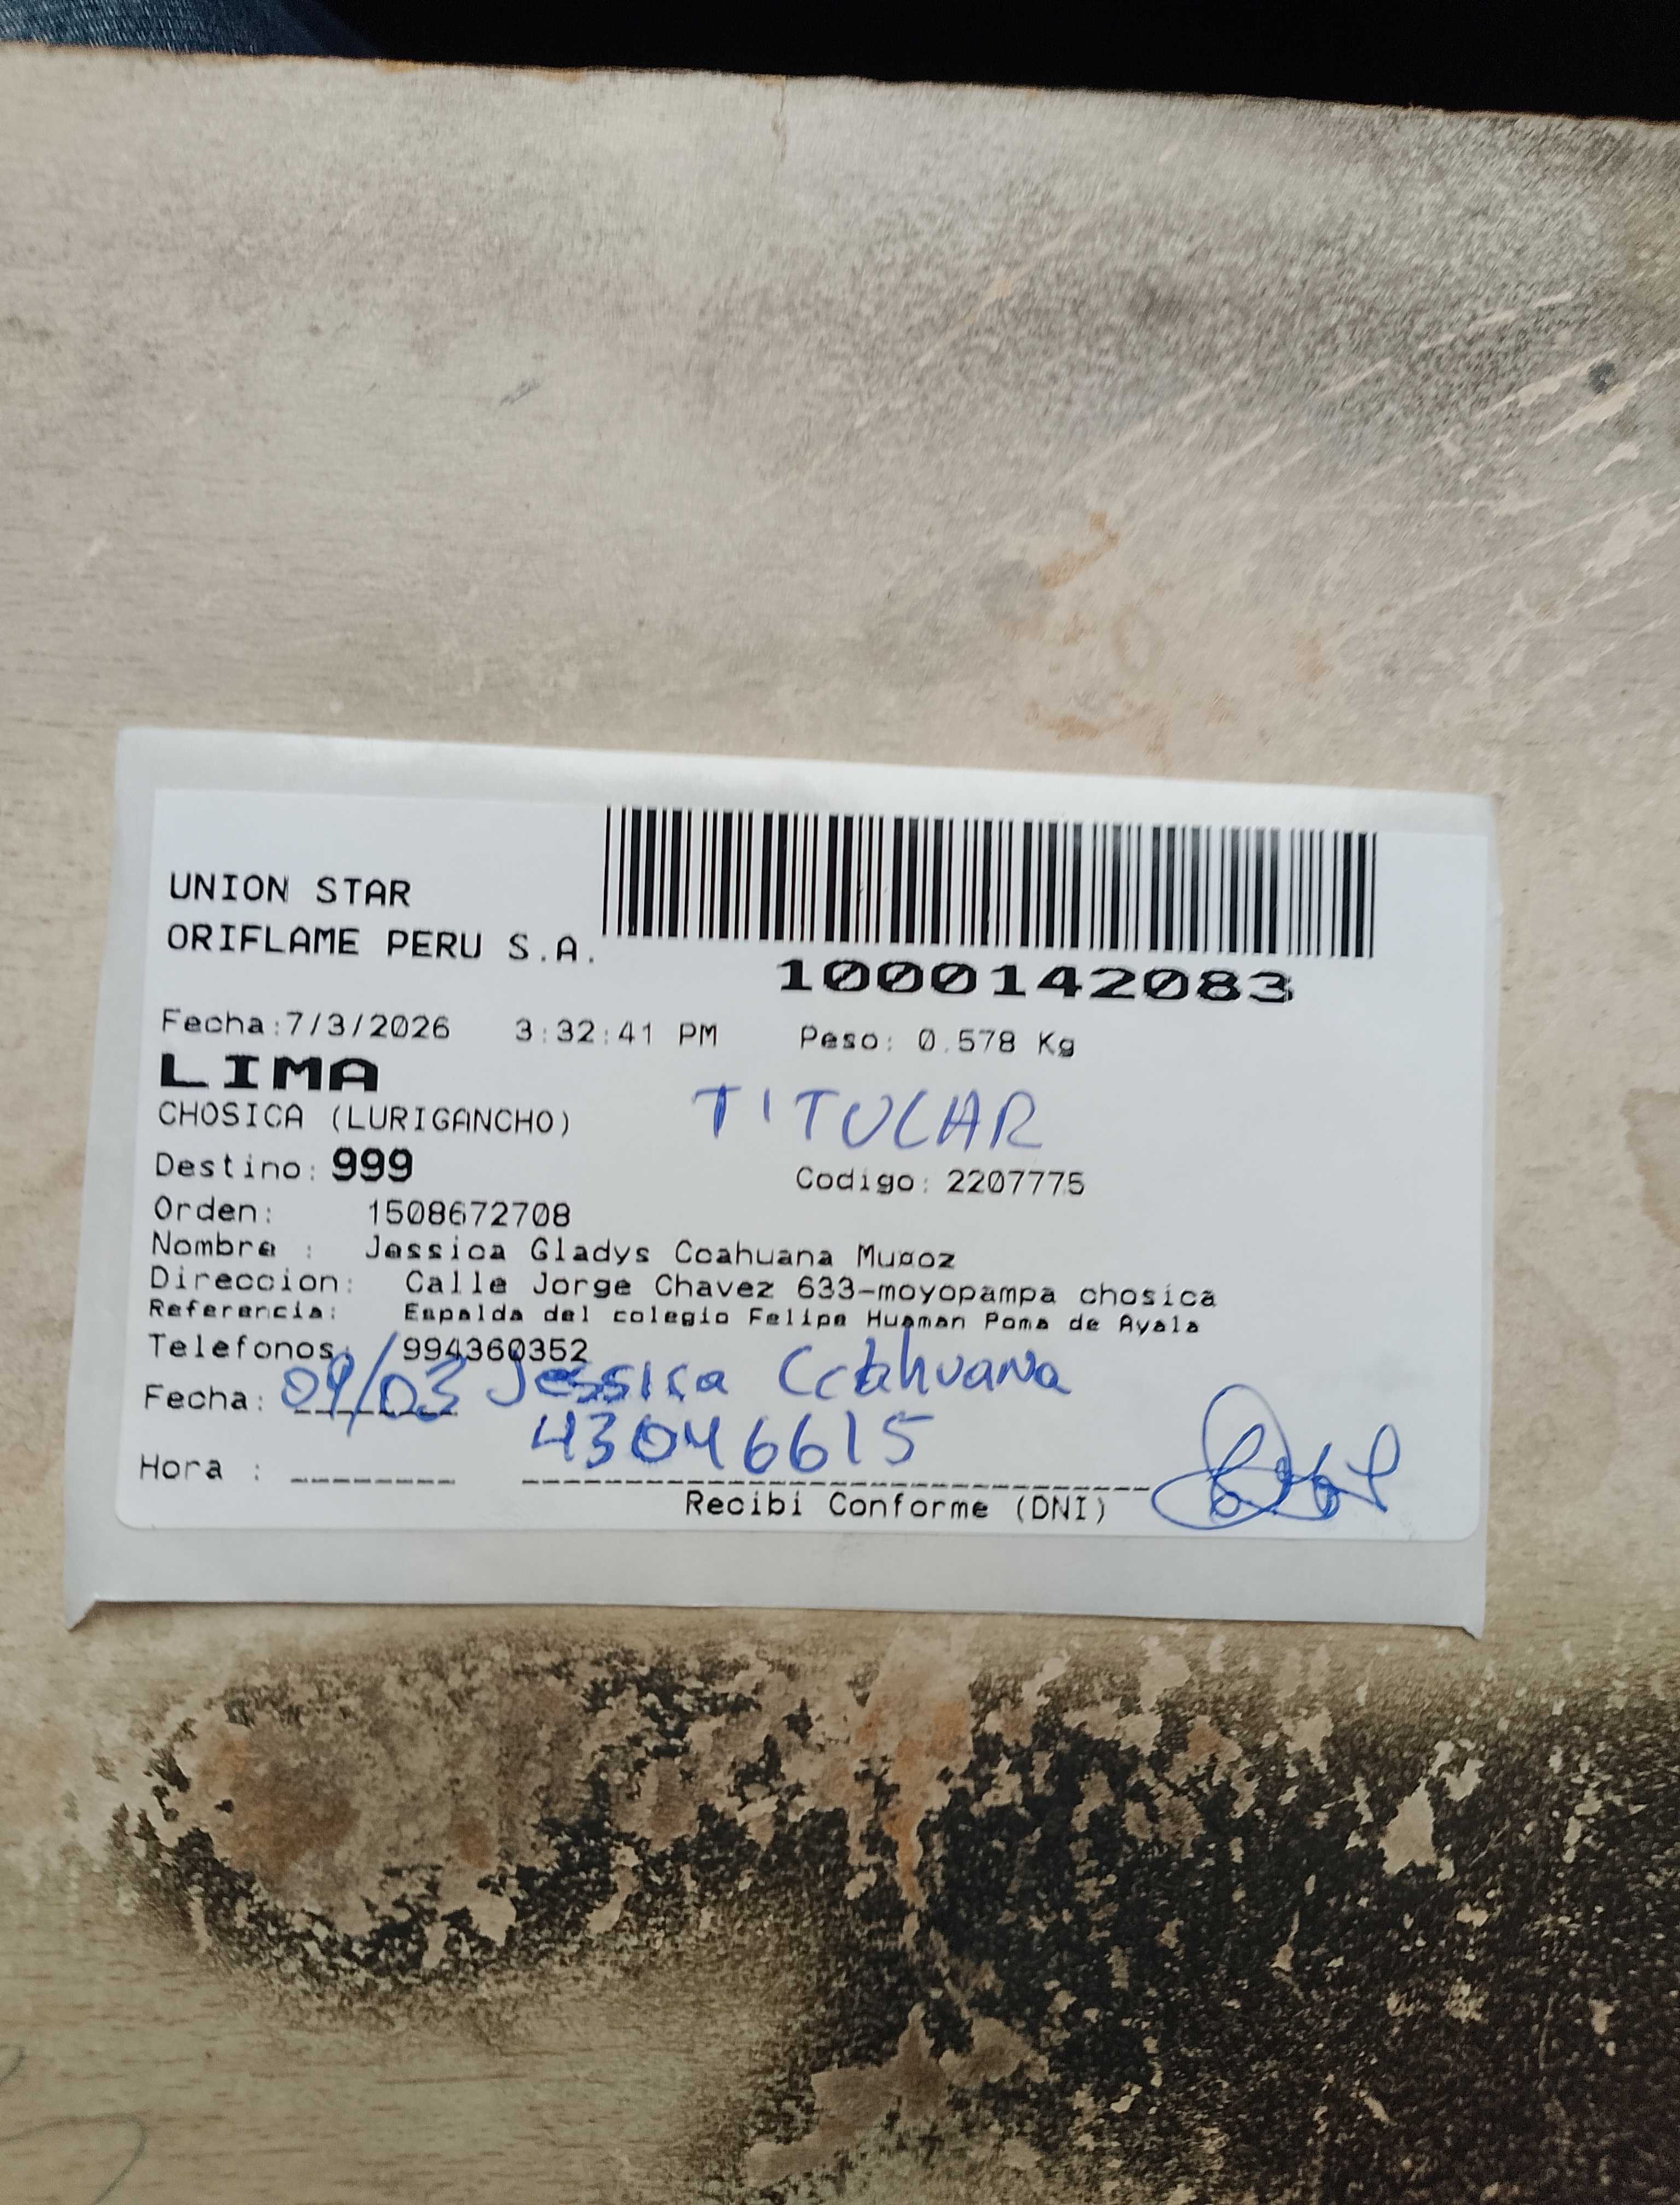 UNION STAR
ORIFLAME PERU S.A.
1000142083
Fecha:7/3/2026 3:32:41 PM Peso: 0.578 Kg
LIMA
CHOSICA (LURIGANCHO) TITULAR
Destino: 999 Codigo: 2207775
Orden: 1508672708
Nombre : Jessica Gladys Ccahuana Muñoz
Direccion: Calle Jorge Chavez 633-moyopampa chosica
Referencia: Espalda del colegio Felipe Huaman Poma de Ayala
Telefonos: 994360352
Fecha: 09/03 Jessica Ccahuana
43046615
Hora :
Recibi Conforme (DNI)